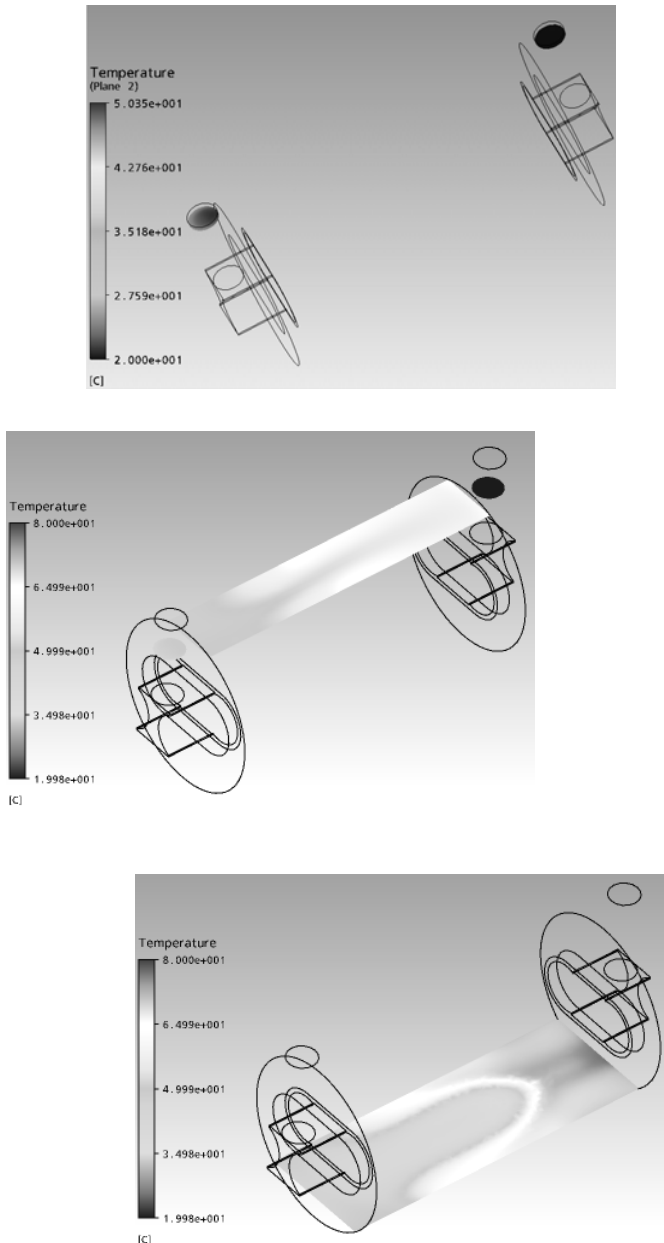 Temperature
(Plane 2)
5.035e+001
4.276e+001
3.518e+001
2.759e+001
2.000e+001
[C]
Temperature
8.000e+001
6.499e+001
4.999e+001
3.498e+001
1.998e+001
[C]
Temperature
8.000e+001
6.499e+001
4.999e+001
3.498e+001
1.998e+001
[C]